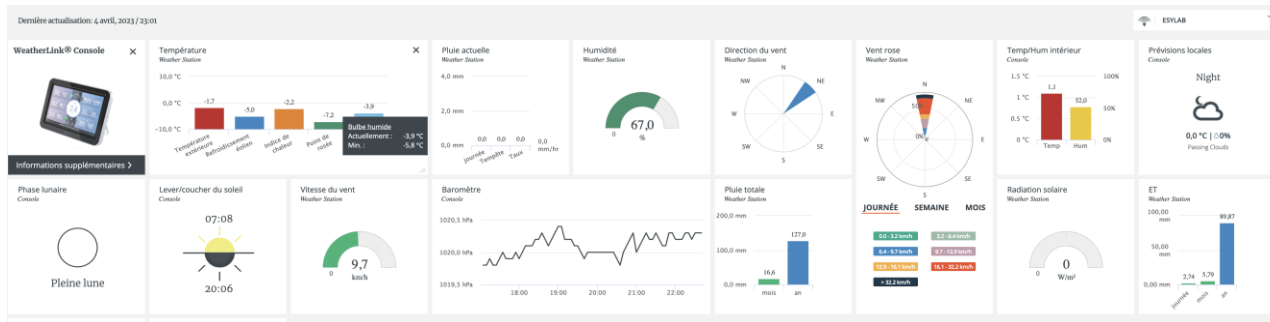 Dernière actualisation: 4 avril, 2023 / 23:01
ESYLAB
WeatherLink® Console
Informations supplémentaires
Température
Weather Station
10,0 °C
0,0 °C
-10,0 °C
-1,7
-5,0
-2,2
-7,2
-3,9
Température extérieure
Refroidissement éolien
Indice de chaleur
Point de rosée
Bulbe humide
Actuellement : -3,9 °C
Min. : -5,8 °C
Pluie actuelle
Weather Station
4,0 mm
2,0 mm
0,0 mm
0,0 0,0 0,0
mm/hr
Journée Tempête Taux
Humidité
Weather Station
0
67,0
%
Direction du vent
Weather Station
N
NW NE
W E
SW SE
S
Vent rose
Weather Station
N
NW NE
50%
W 0% E
SW SE
S
JOURNÉE SEMAINE MOIS
0.0 - 3.2 km/h 3.2 - 6.4 km/h
6.4 - 9.7 km/h 9.7 - 12.9 km/h
12.9 - 16.1 km/h 16.1 - 32.2 km/h
> 32.2 km/h
Temp/Hum intérieur
Console
1.5 °C 100%
1 °C
0.5 °C 50%
0 °C 0%
1,1 52,0
Temp Hum
Prévisions locales
Console
Night
0,0 °C | 0%
Passing Clouds
Phase lunaire
Console
Pleine lune
Lever/coucher du soleil
Console
07:08
20:06
Vitesse du vent
Weather Station
0
9,7
km/h
Baromètre
Console
1020,5 hPa
1020,0 hPa
1019,5 hPa
18:00 19:00 20:00 21:00 22:00
Pluie totale
Weather Station
200,0 mm
100,0 mm
0,0 mm
16,6 127,0
mois an
Radiation solaire
Weather Station
0
0
W/m²
ET
Weather Station
100,00 mm
50,00 mm
0,00 mm
2,74 5,79 89,87
journée mois an